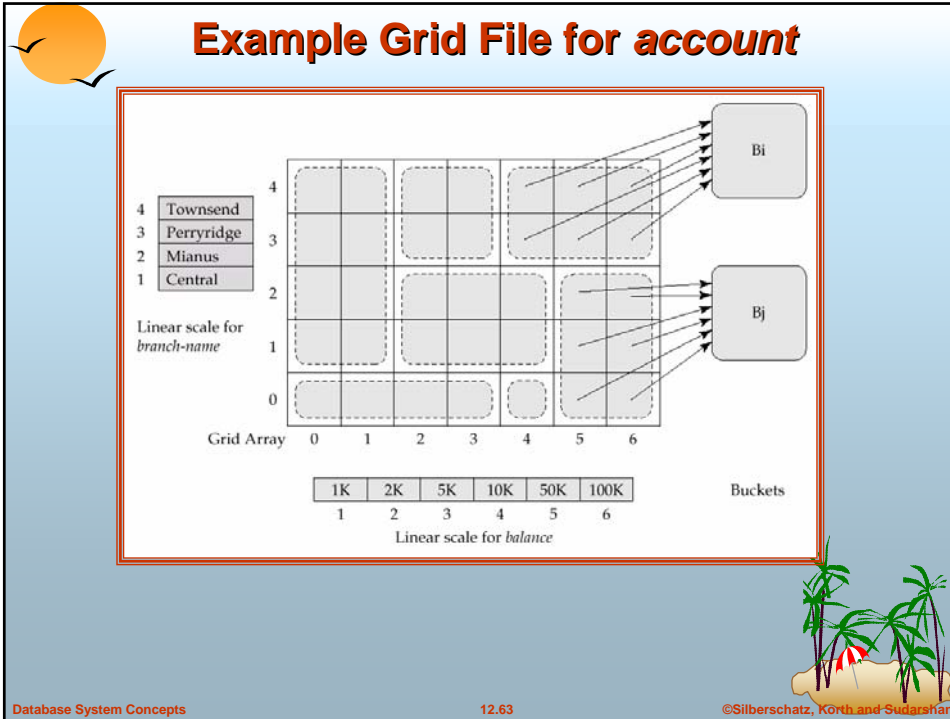 Example Grid File for account
Bi
4
4 Townsend
3 Perryridge
2 Mianus
1 Central
3
2
Bj
Linear scale for
branch-name
1
0
Grid Array 0 1 2 3 4 5 6
1K 2K 5K 10K 50K 100K
Buckets
1 2 3 4 5 6
Linear scale for balance
Database System Concepts
12.63
©Silberschatz, Korth and Sudarshan